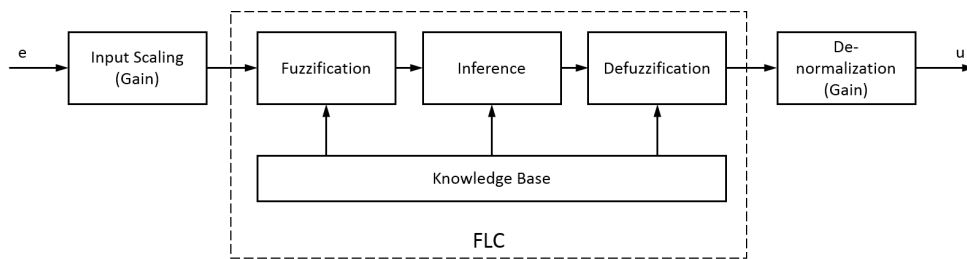 e
Input Scaling
(Gain)
Fuzzification
Inference
Defuzzification
De-
normalization
(Gain)
u
Knowledge Base
FLC